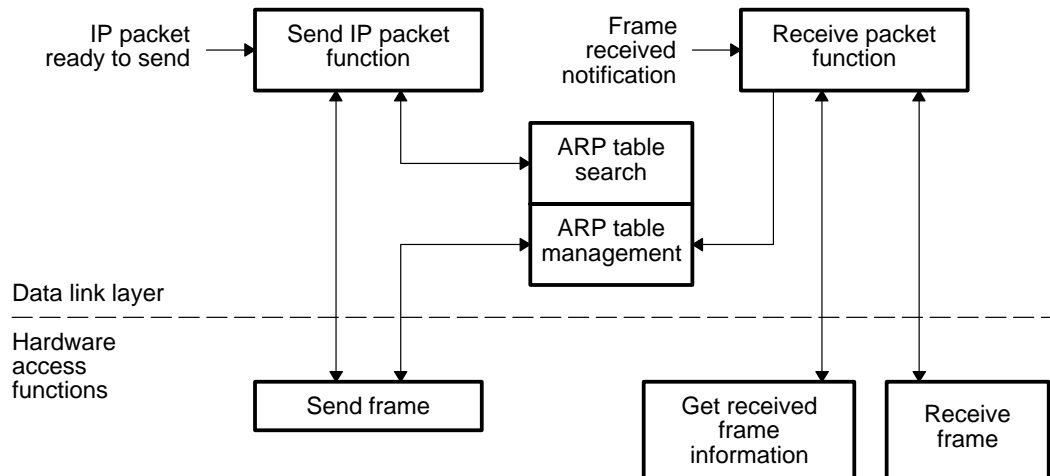 IP packet
ready to send
Send IP packet
function
Frame
received
notification
Receive packet
function
ARP table
search
ARP table
management
Data link layer
Hardware
access
functions
Send frame
Get received
frame
information
Receive
frame